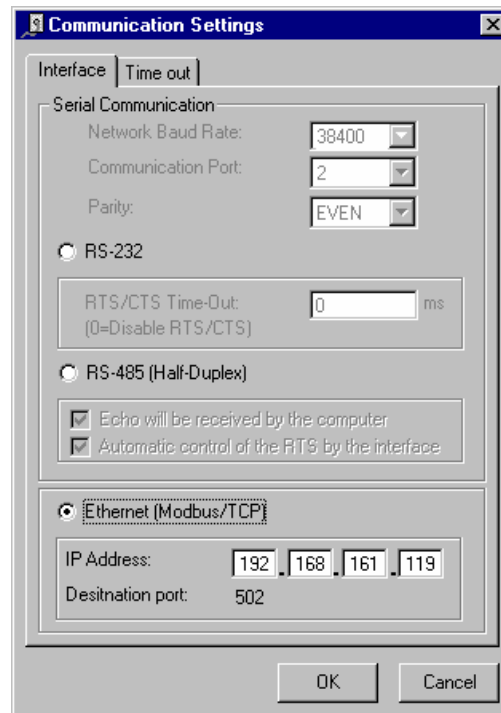 Communication Settings
Interface
Time out
Serial Communication
Network Baud Rate: 38400
Communication Port: 2
Parity: EVEN
RS-232
RTS/CTS Time-Out: 0 ms
(0=Disable RTS/CTS)
RS-485 (Half-Duplex)
Echo will be received by the computer
Automatic control of the RTS by the interface
Ethernet (Modbus/TCP)
IP Address: 192 . 168 . 161 . 119
Desitnation port: 502
OK
Cancel